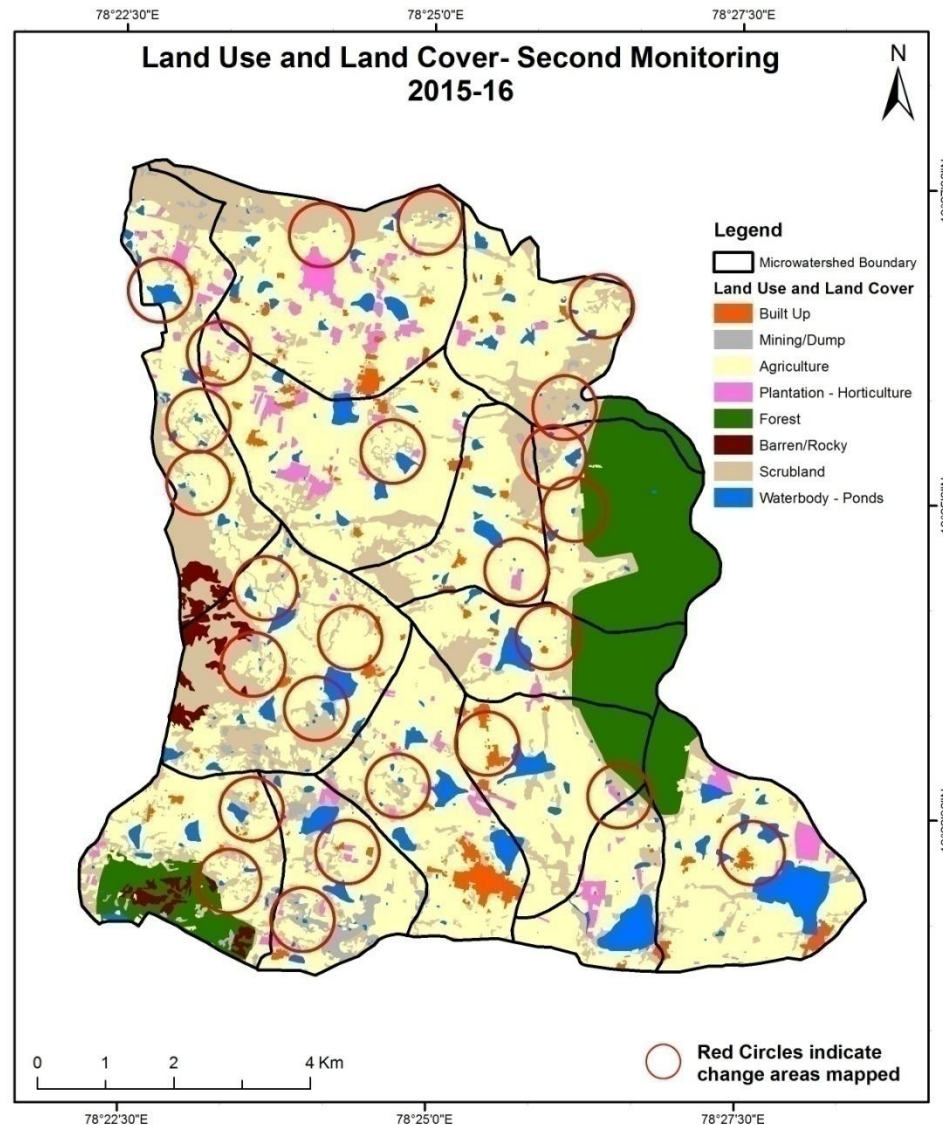 78°22'30"E 78°25'0"E 78°27'30"E
Land Use and Land Cover- Second Monitoring
2015-16
N
Legend
Microwatershed Boundary
Land Use and Land Cover
Built Up
Mining/Dump
Agriculture
Plantation - Horticulture
Forest
Barren/Rocky
Scrubland
Waterbody - Ponds
0 1 2 4 Km
Red Circles indicate
change areas mapped
78°22'30"E 78°25'0"E 78°27'30"E